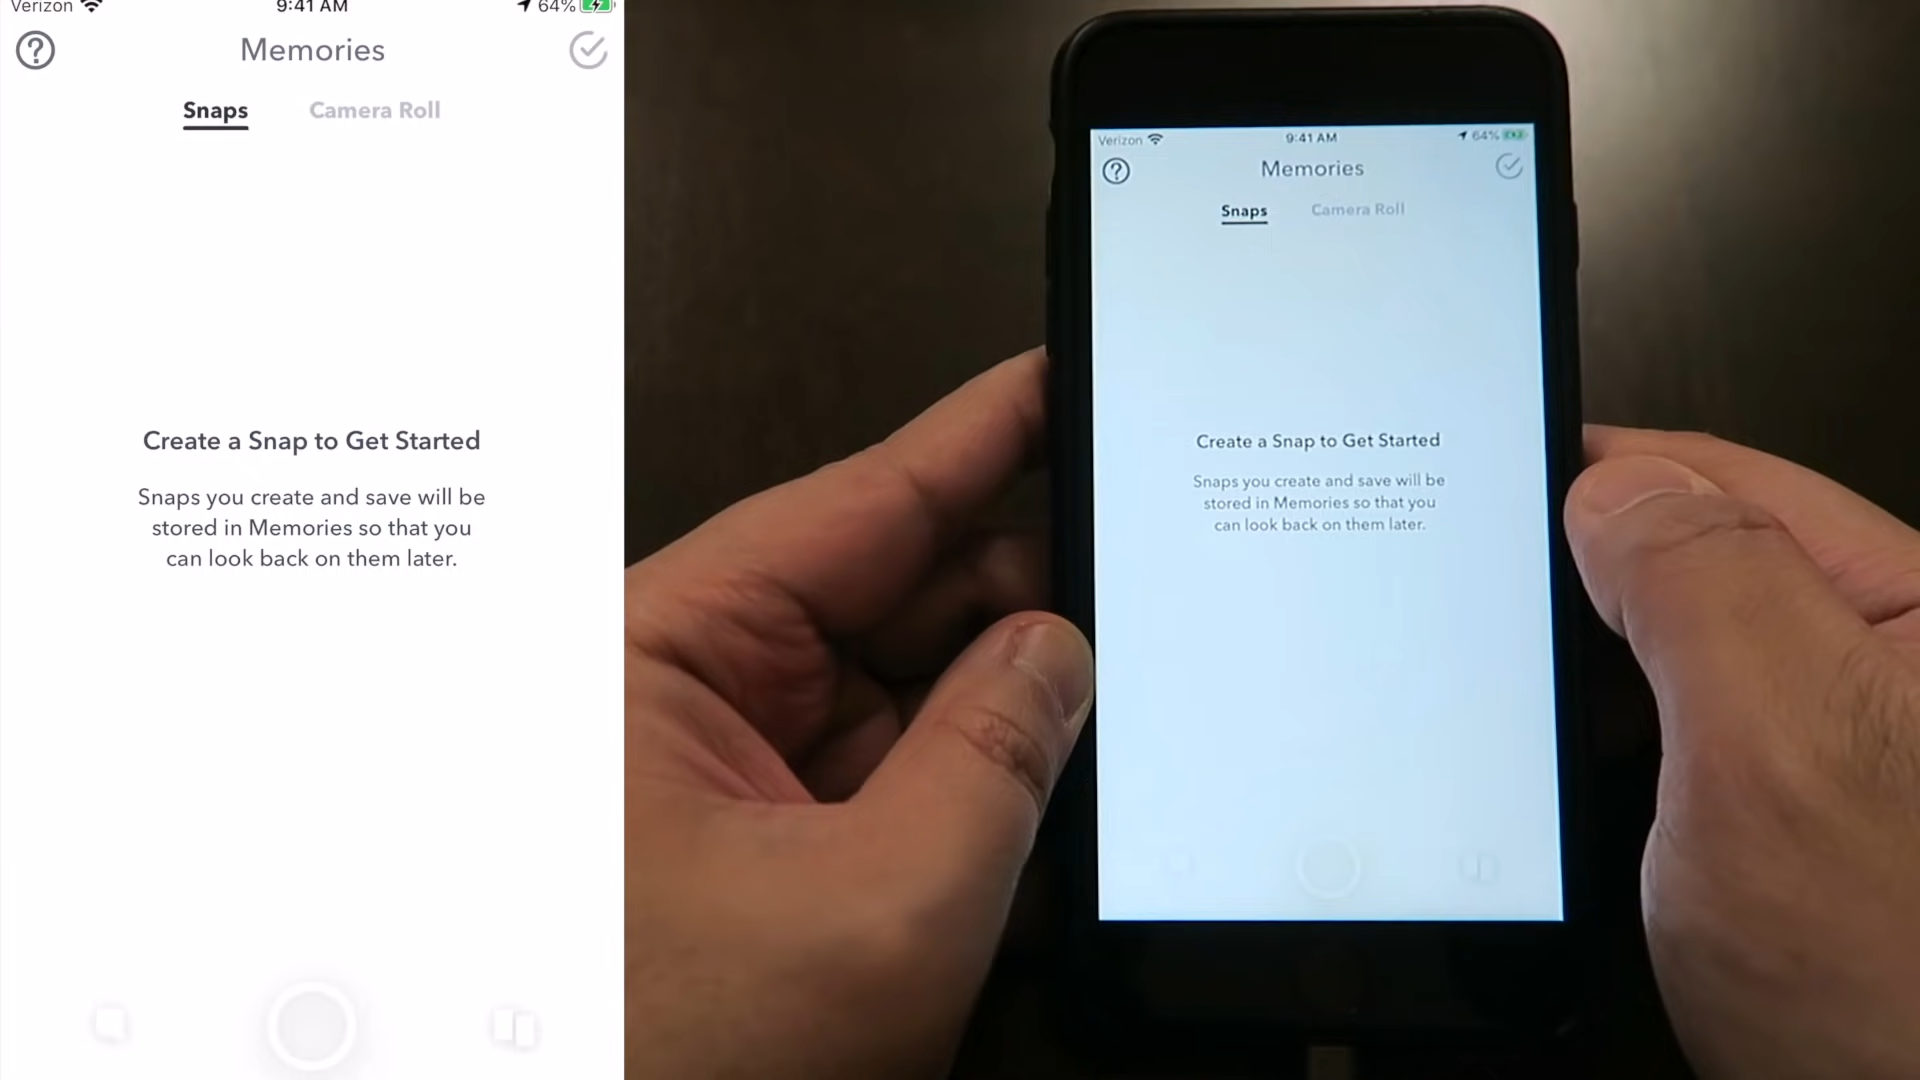 Verizon 9:41 AM 64%
Memories
Snaps Camera Roll
Create a Snap to Get Started
Snaps you create and save will be
stored in Memories so that you
can look back on them later.
Verizon 9:41 AM 64%
Memories
Snaps Camera Roll
Create a Snap to Get Started
Snaps you create and save will be
stored in Memories so that you
can look back on them later.